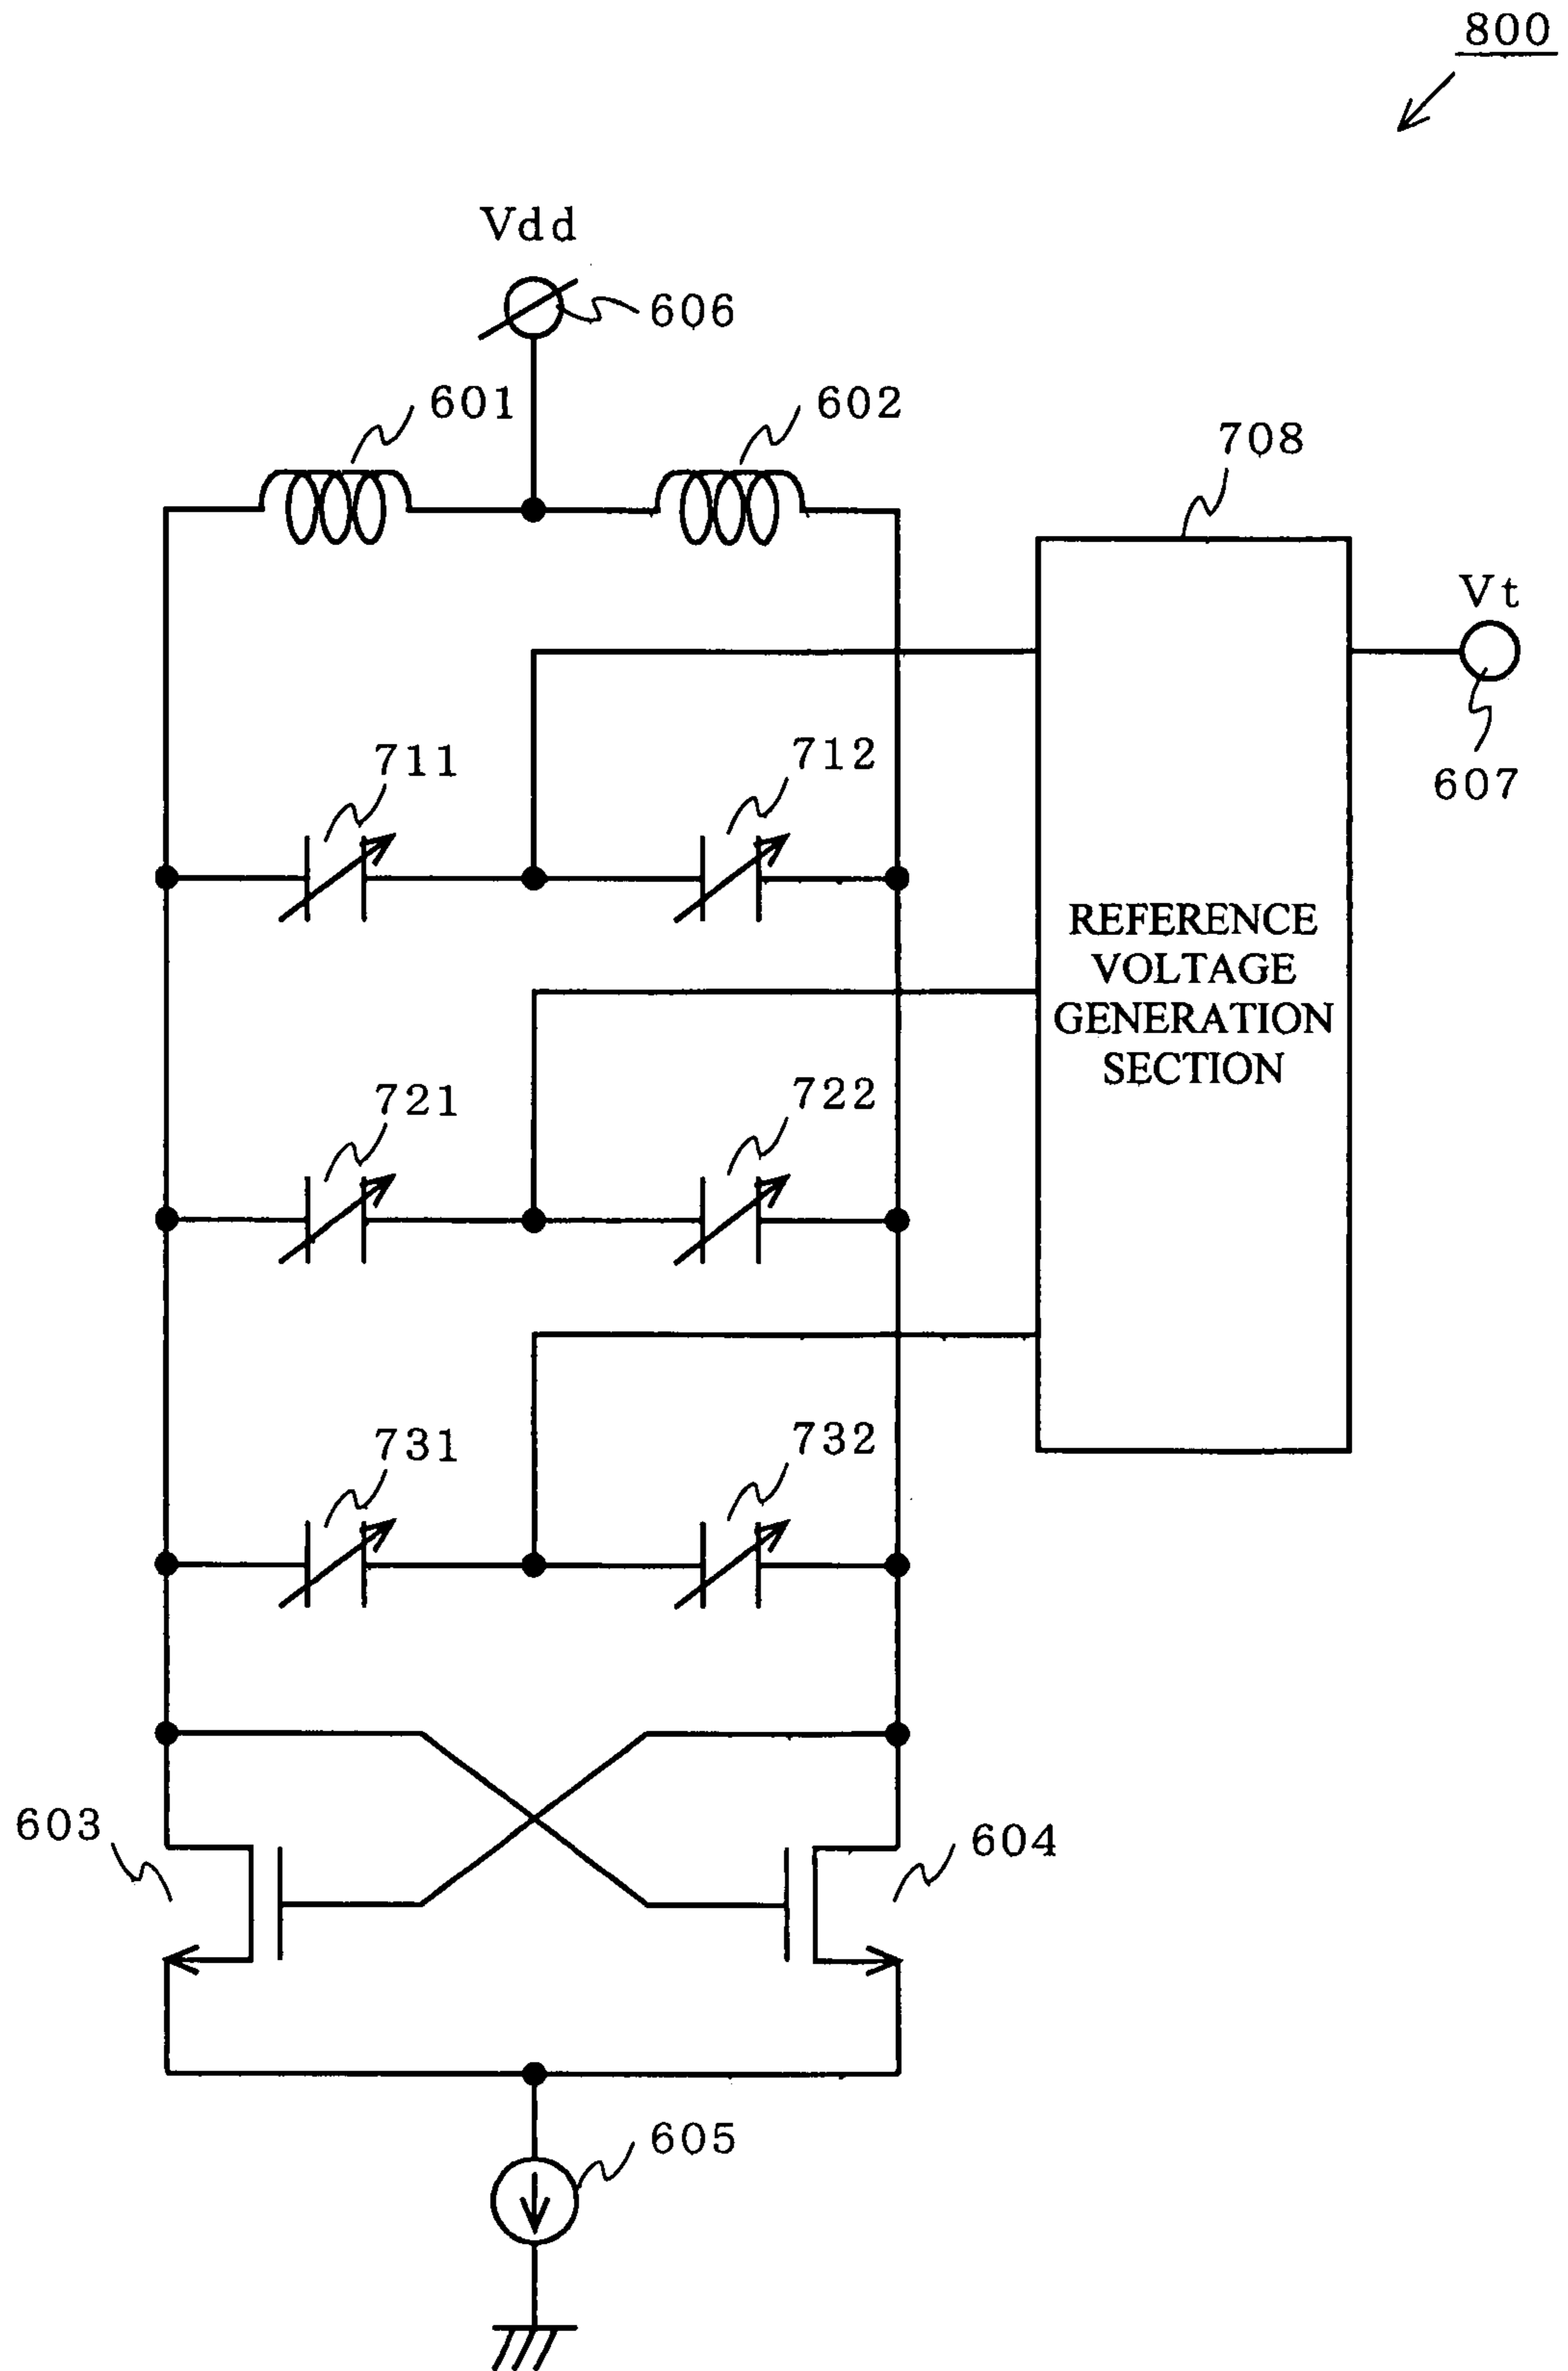 800
Vdd
606
601
602
708
Vt
607
711
712
REFERENCE
VOLTAGE
GENERATION
SECTION
721
722
731
732
603
604
605